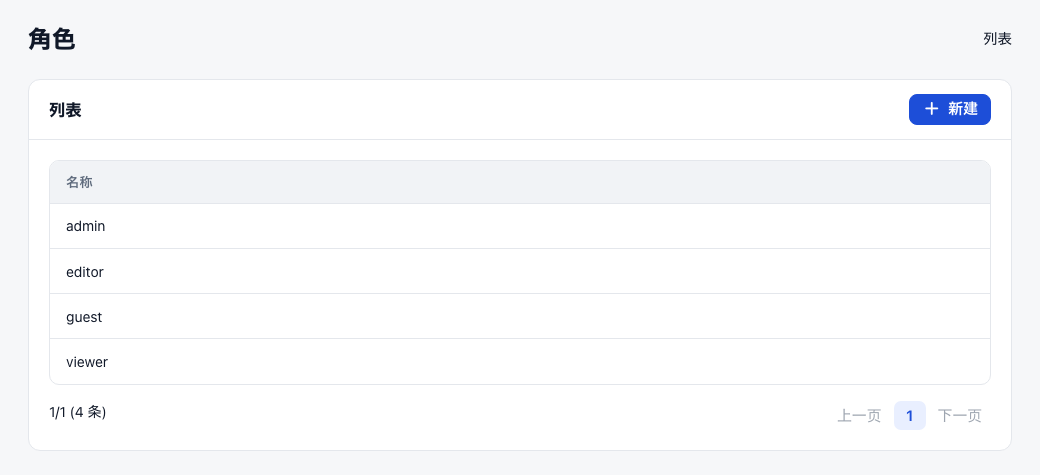 角色
列表
列表
新建
名称
admin
editor
guest
viewer
1/1 (4 条)
上一页 1 下一页